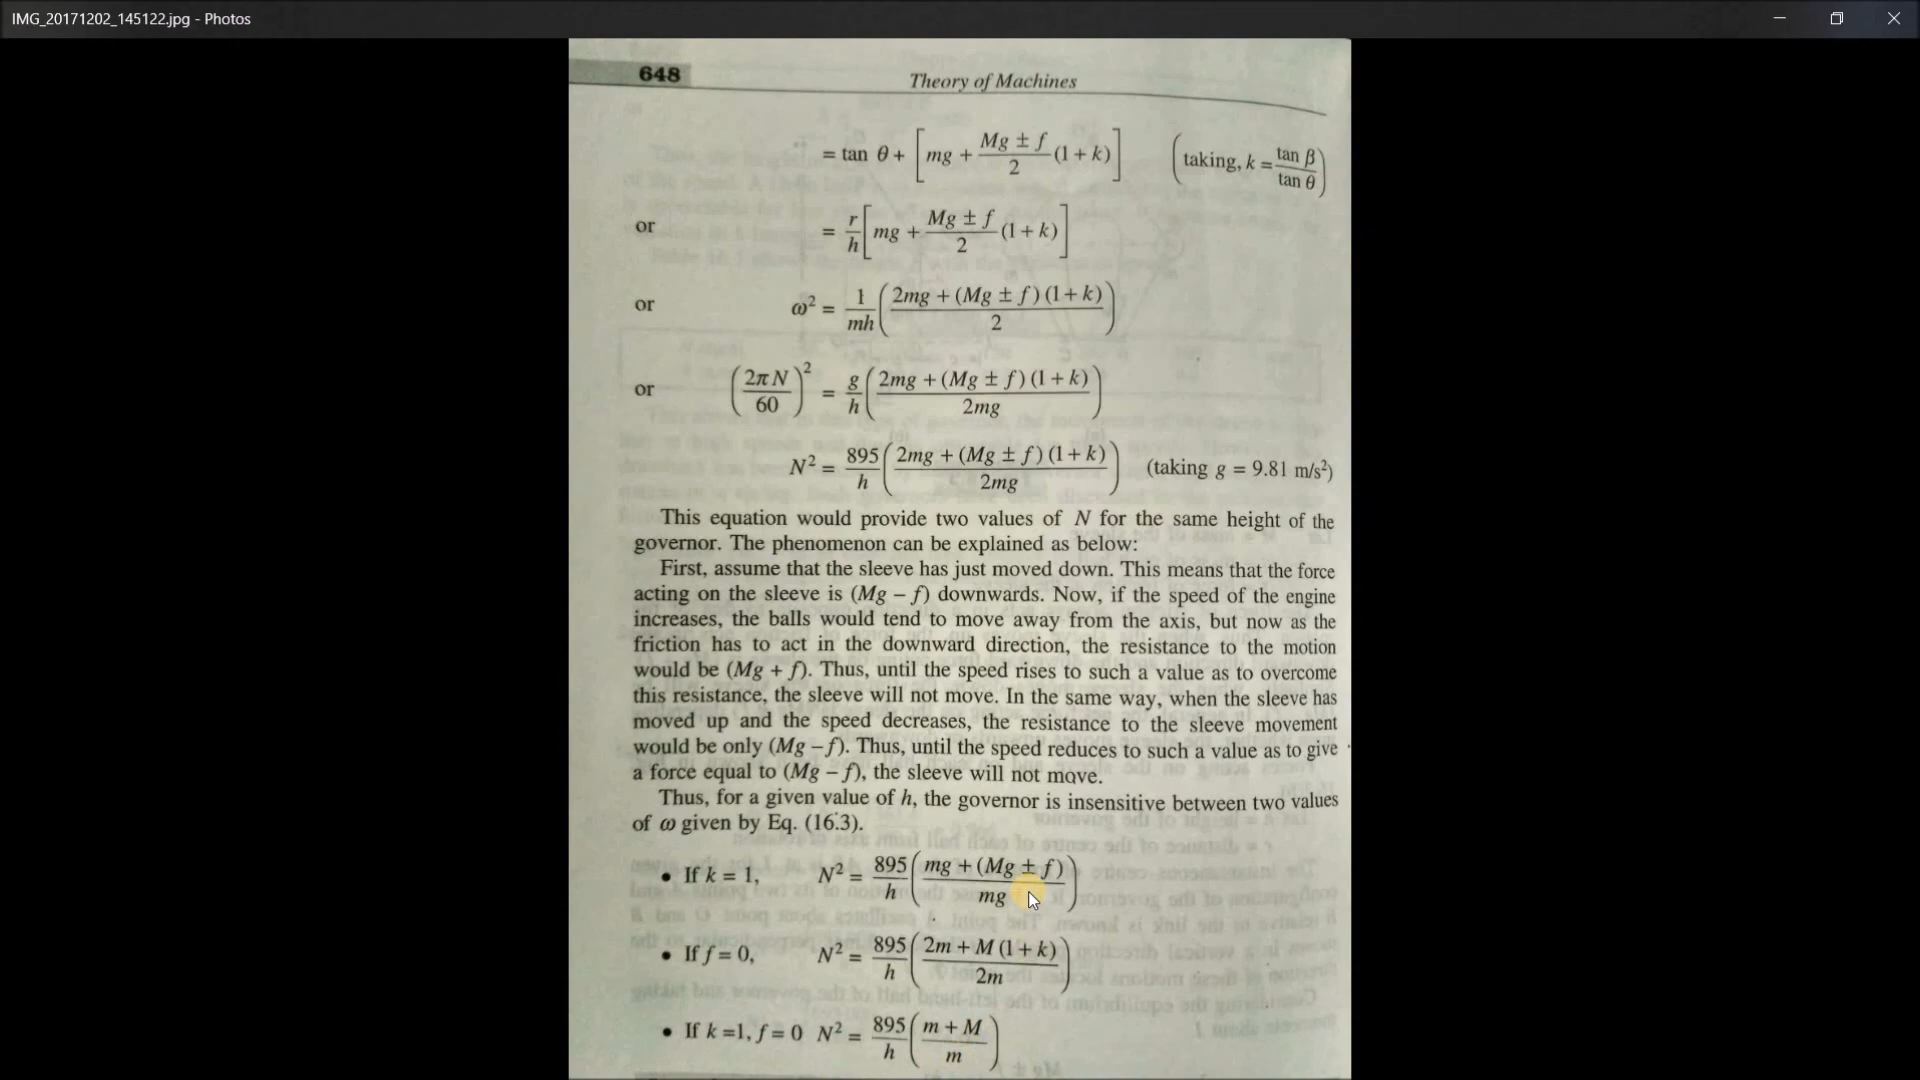 IMG_20171202_145122.jpg - Photos
648
Theory of Machines
= tan θ + [mg + (Mg ± f)/2 (1 + k)] (taking, k = tan β/tan θ)
or = r/h [mg + (Mg ± f)/2 (1 + k)]
or ω² = 1/mh ((2mg + (Mg ± f) (1 + k))/2)
or (2π N/60)² = g/h ((2mg + (Mg ± f) (1 + k))/2mg)
N² = 895/h ((2mg + (Mg ± f) (1 + k))/2mg) (taking g = 9.81 m/s²)
This equation would provide two values of N for the same height of the
governor. The phenomenon can be explained as below:
First, assume that the sleeve has just moved down. This means that the force
acting on the sleeve is (Mg – f) downwards. Now, if the speed of the engine
increases, the balls would tend to move away from the axis, but now as the
friction has to act in the downward direction, the resistance to the motion
would be (Mg + f). Thus, until the speed rises to such a value as to overcome
this resistance, the sleeve will not move. In the same way, when the sleeve has
moved up and the speed decreases, the resistance to the sleeve movement
would be only (Mg – f). Thus, until the speed reduces to such a value as to give
a force equal to (Mg – f), the sleeve will not move.
Thus, for a given value of h, the governor is insensitive between two values
of ω given by Eq. (16.3).
• If k = 1, N² = 895/h ((mg + (Mg ± f))/mg)
• If f = 0, N² = 895/h ((2m + M (1 + k))/2m)
• If k =1, f = 0 N² = 895/h ((m + M)/m)